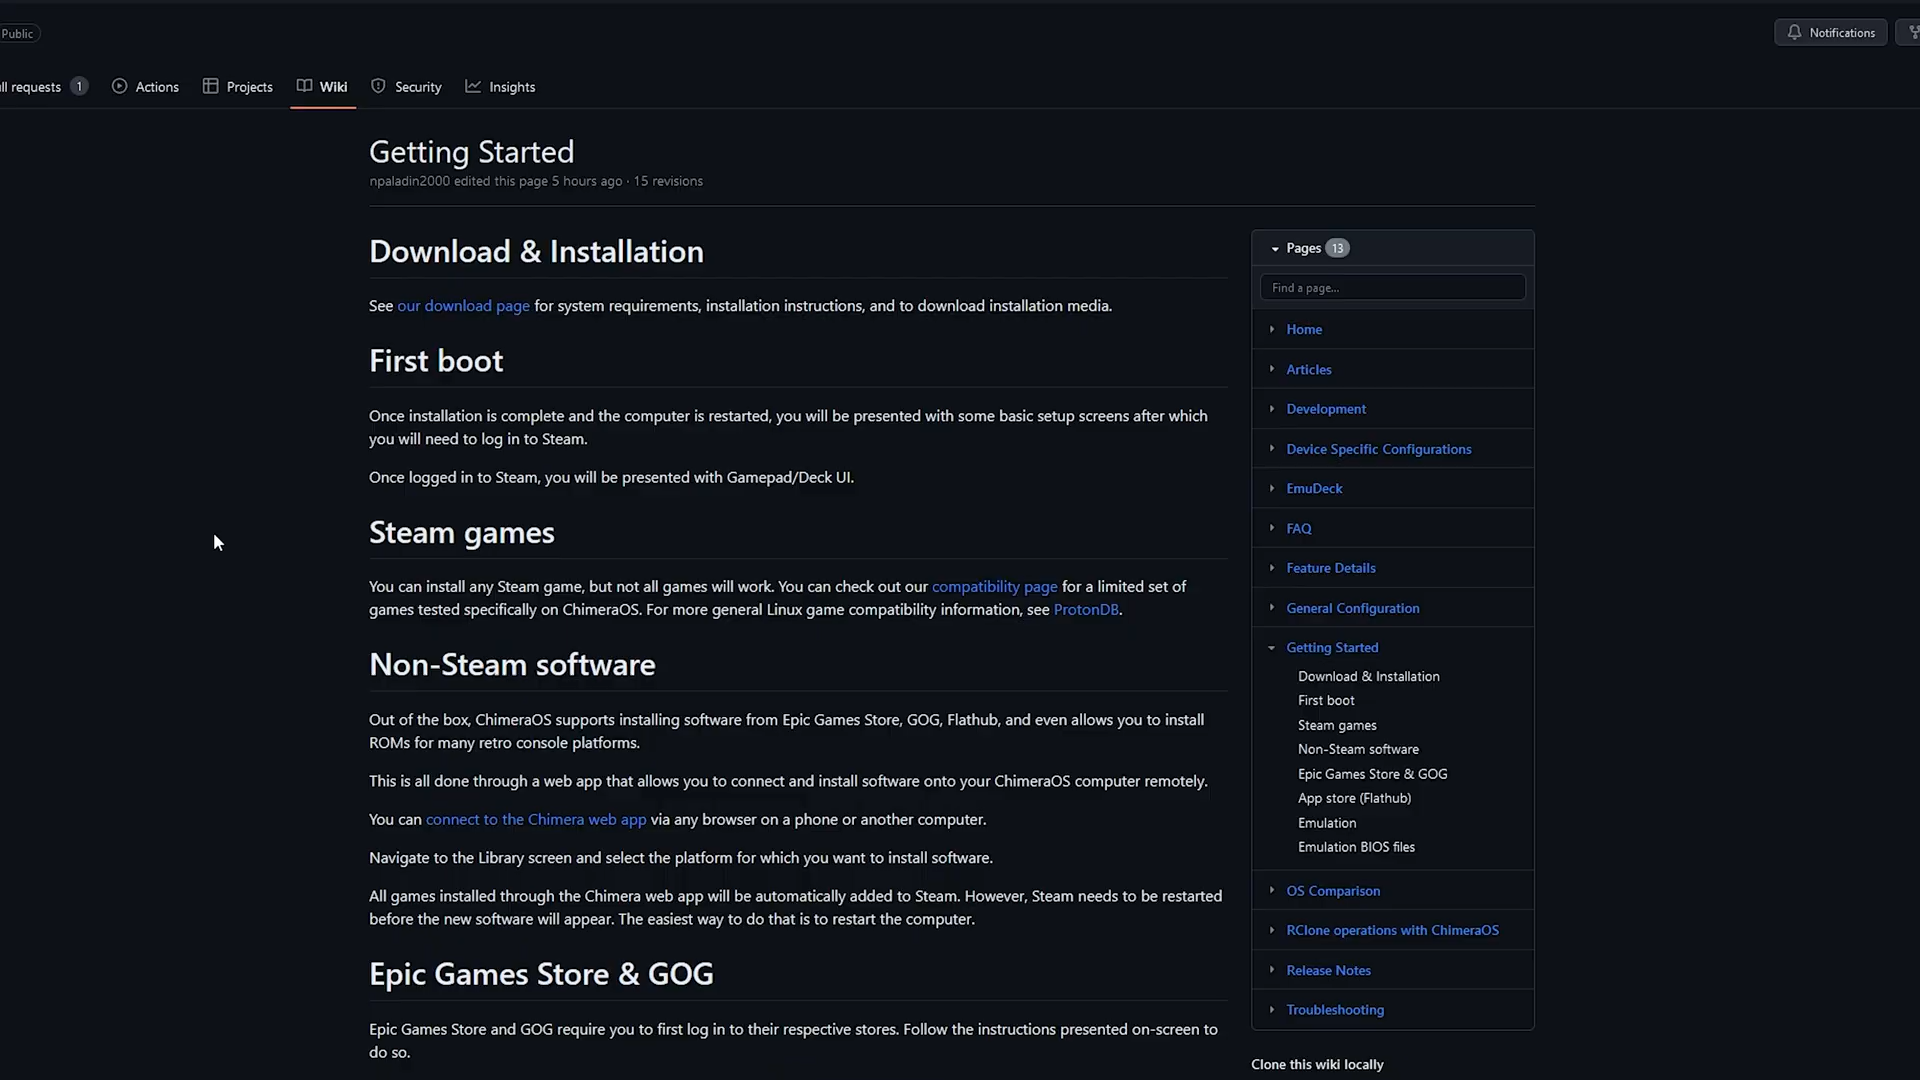 Public
Notifications
ll requests 1 Actions Projects Wiki Security Insights
Getting Started
npaladin2000 edited this page 5 hours ago · 15 revisions
Download & Installation
See our download page for system requirements, installation instructions, and to download installation media.
First boot
Once installation is complete and the computer is restarted, you will be presented with some basic setup screens after which
you will need to log in to Steam.
Once logged in to Steam, you will be presented with Gamepad/Deck UI.
Steam games
You can install any Steam game, but not all games will work. You can check out our compatibility page for a limited set of
games tested specifically on ChimeraOS. For more general Linux game compatibility information, see ProtonDB.
Non-Steam software
Out of the box, ChimeraOS supports installing software from Epic Games Store, GOG, Flathub, and even allows you to install
ROMs for many retro console platforms.
This is all done through a web app that allows you to connect and install software onto your ChimeraOS computer remotely.
You can connect to the Chimera web app via any browser on a phone or another computer.
Navigate to the Library screen and select the platform for which you want to install software.
All games installed through the Chimera web app will be automatically added to Steam. However, Steam needs to be restarted
before the new software will appear. The easiest way to do that is to restart the computer.
Epic Games Store & GOG
Epic Games Store and GOG require you to first log in to their respective stores. Follow the instructions presented on-screen to
do so.
Pages 13
Find a page...
Home
Articles
Development
Device Specific Configurations
EmuDeck
FAQ
Feature Details
General Configuration
Getting Started
Download & Installation
First boot
Steam games
Non-Steam software
Epic Games Store & GOG
App store (Flathub)
Emulation
Emulation BIOS files
OS Comparison
RClone operations with ChimeraOS
Release Notes
Troubleshooting
Clone this wiki locally